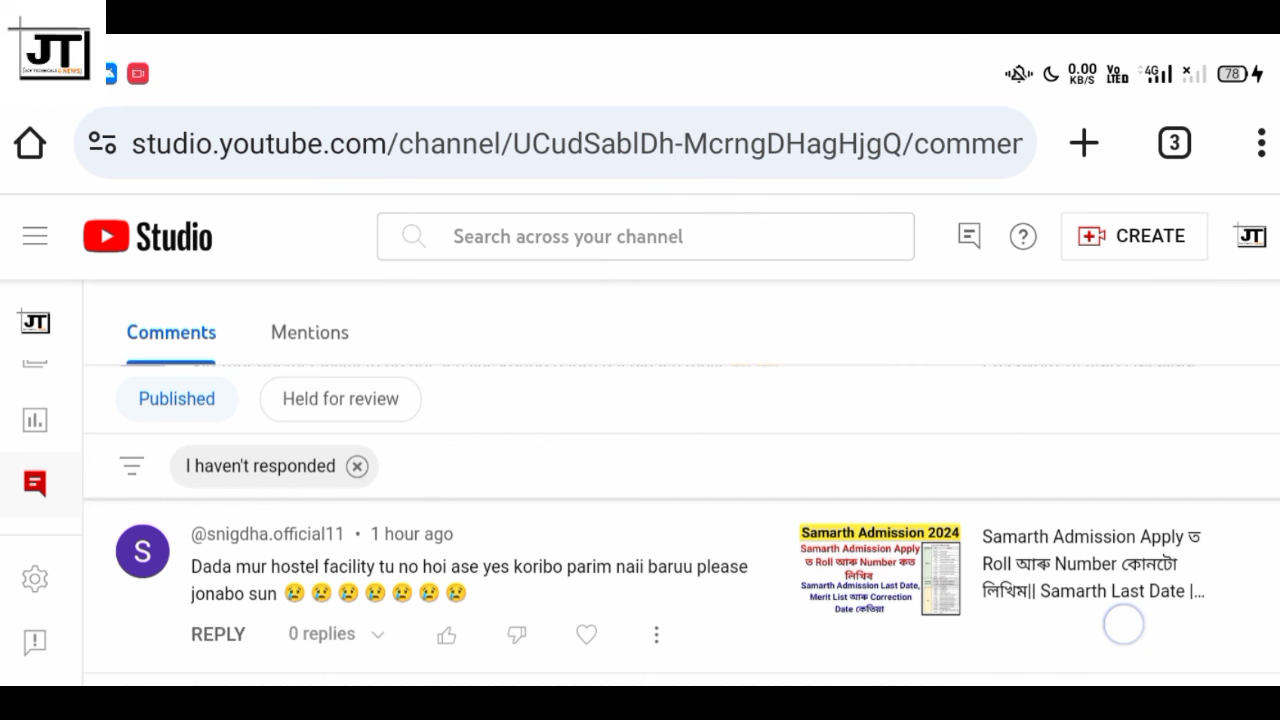 JT
0.00
KB/S
Vo
LTE
4G
78
studio.youtube.com/channel/UCudSablDh-McrngDHagHjgQ/commer
3
Studio
Search across your channel
?
CREATE
JT
JT
Comments
Mentions
Published
Held for review
I haven't responded
S
@snigdha.official11 • 1 hour ago
Dada mur hostel facility tu no hoi ase yes koribo parim naii baruu please
jonabo sun 😢 😢 😢 😢 😢 😢 😢
REPLY
0 replies
Samarth Admission 2024
Samarth Admission Apply
ত Roll আৰু Number কত
লিখিব
Samarth Admission Last Date,
Merit List আৰু Correction
Date কেতিয়া
Samarth Admission Apply ত
Roll আৰু Number কোনটো
লিখিম|| Samarth Last Date |...